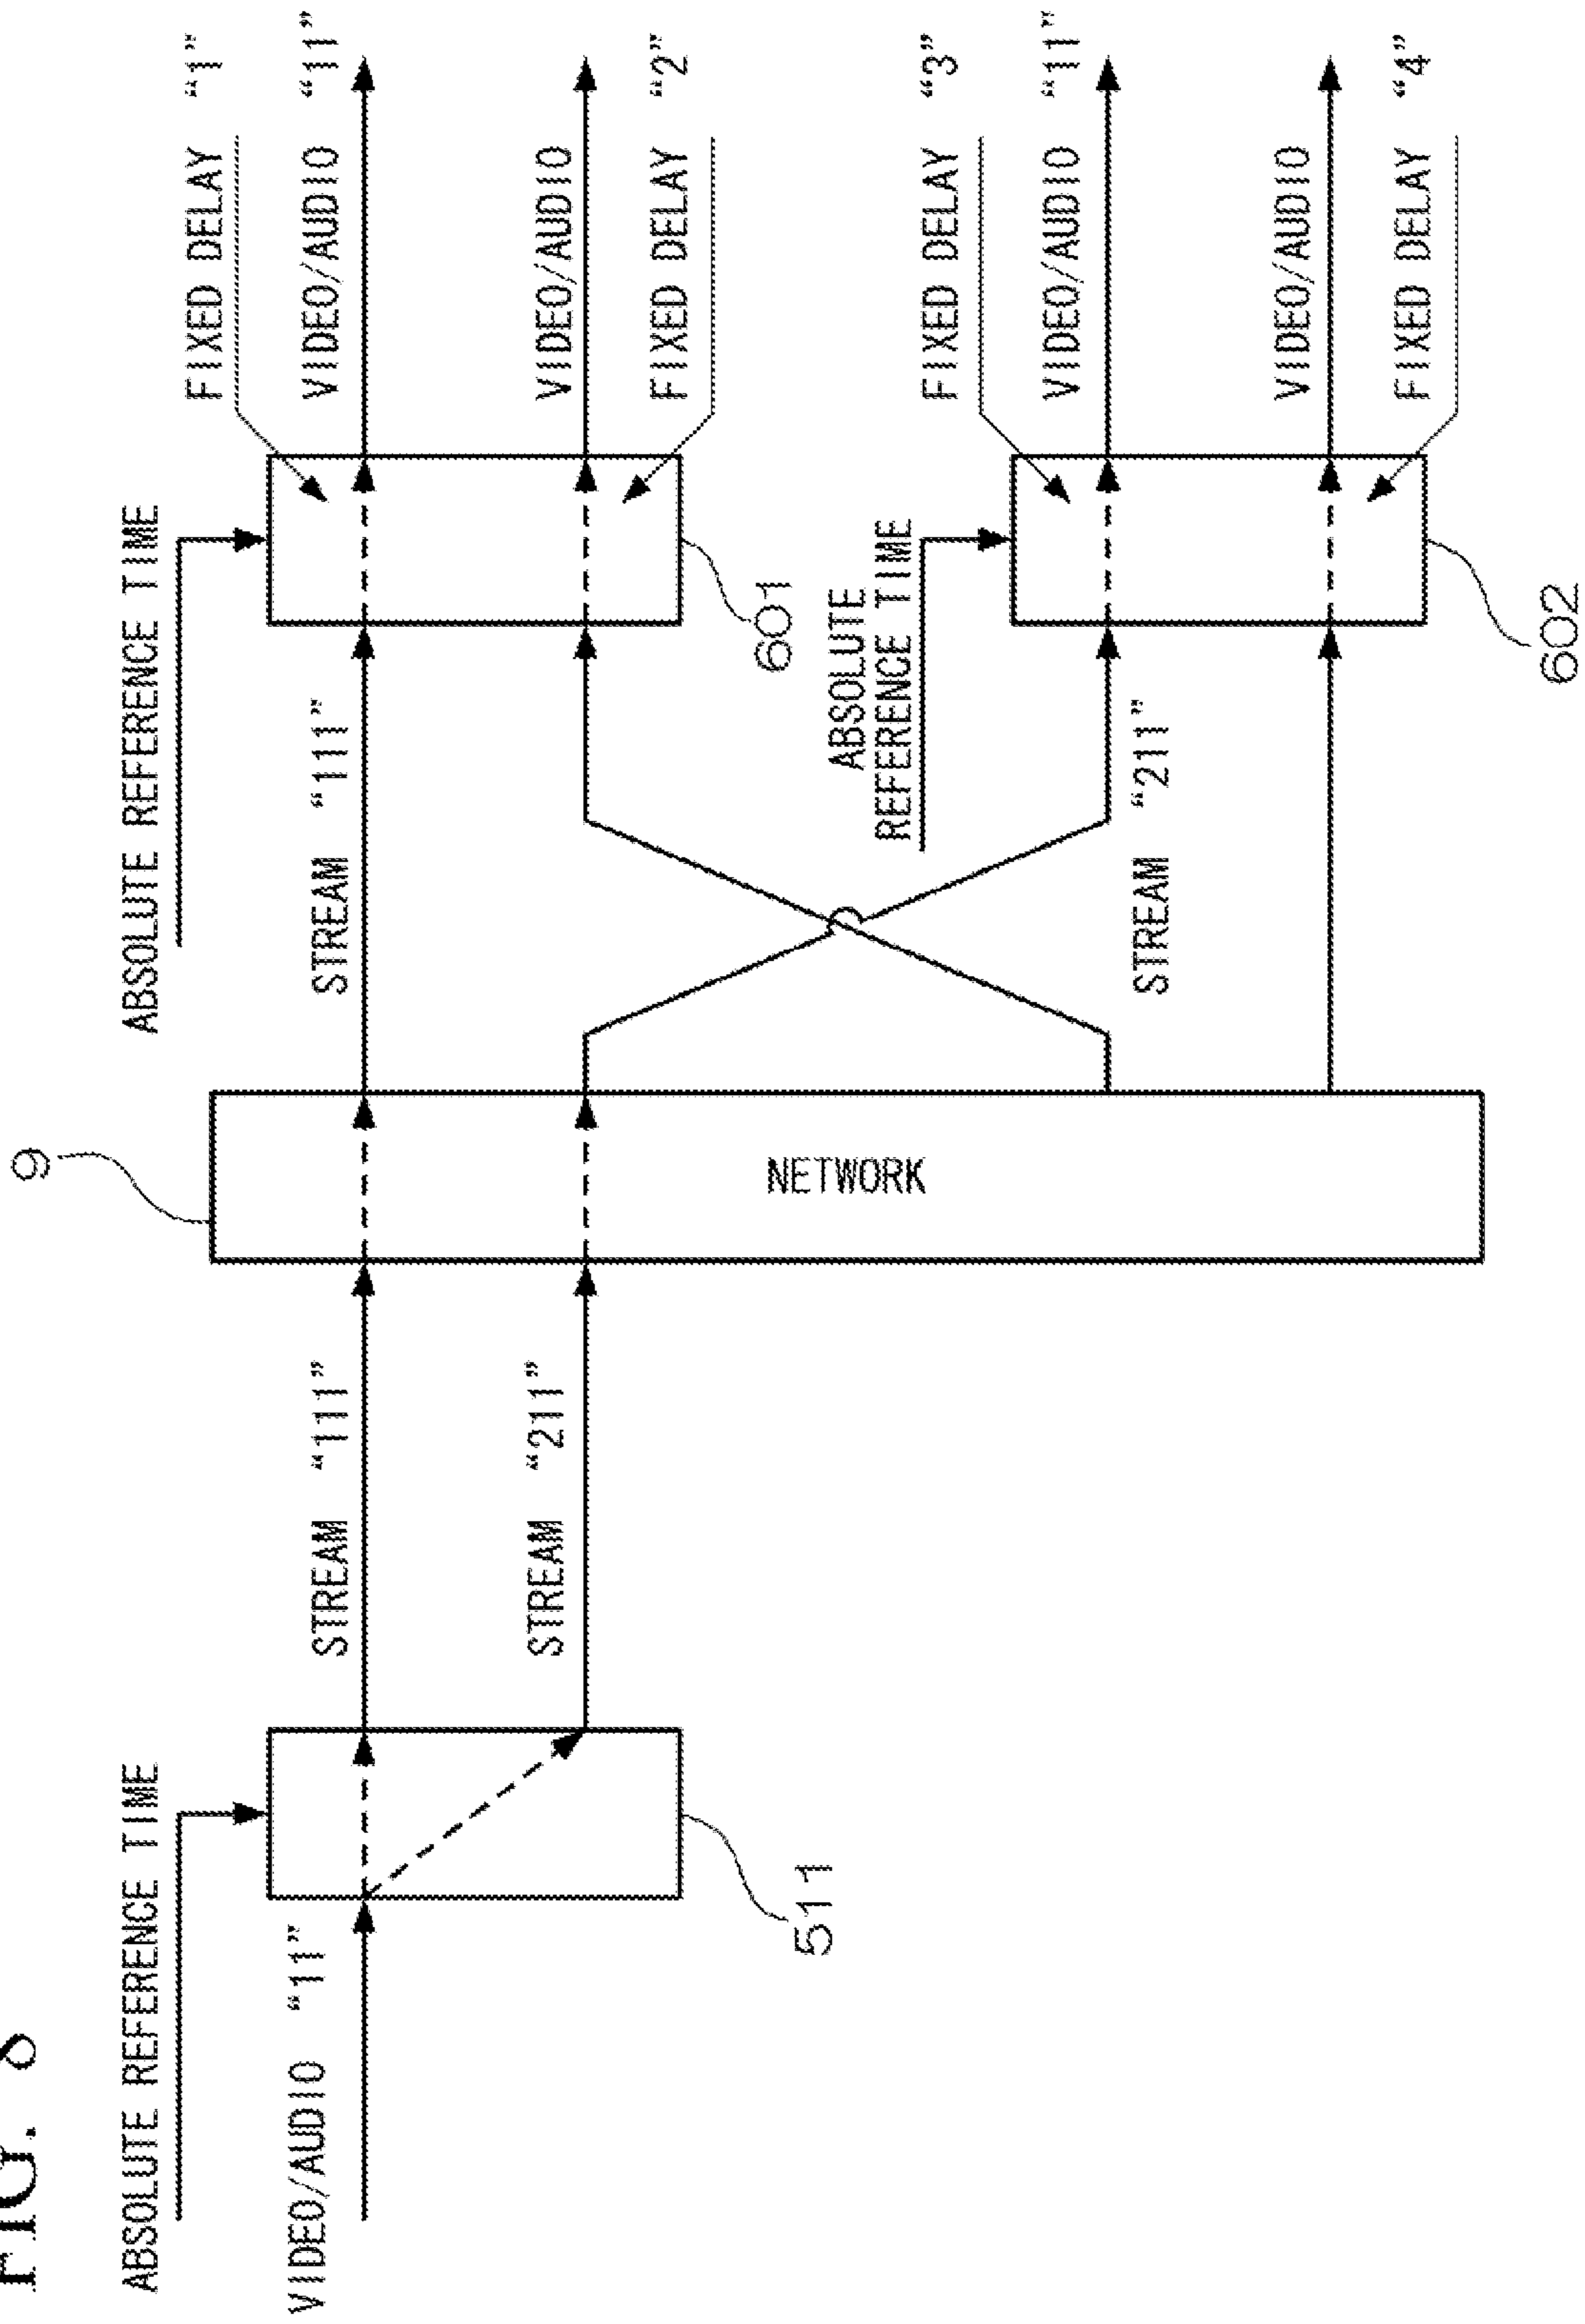 FIG. 8
ABSOLUTE REFERENCE TIME
VIDEO/AUDIO “11”
511
STREAM “111”
STREAM “211”
9
NETWORK
ABSOLUTE REFERENCE TIME
STREAM “111”
601
FIXED DELAY “1”
VIDEO/AUDIO “11”
VIDEO/AUDIO
FIXED DELAY “2”
ABSOLUTE
REFERENCE TIME
STREAM “211”
602
FIXED DELAY “3”
VIDEO/AUDIO “11”
VIDEO/AUDIO
FIXED DELAY “4”